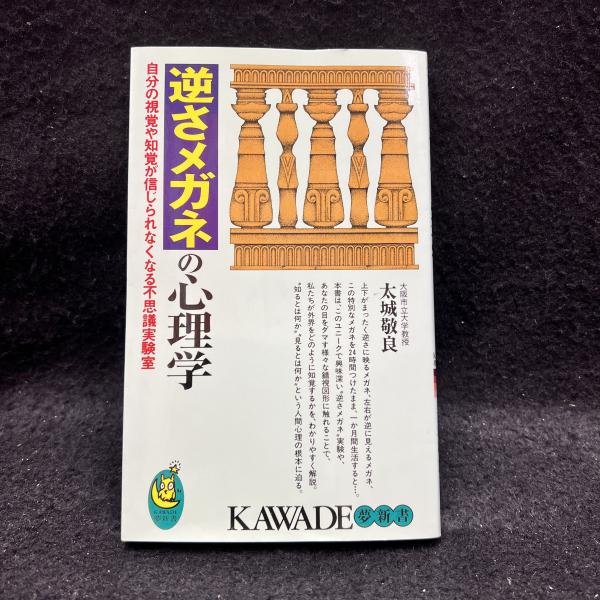 逆さメガネの心理学
自分の視覚や知覚が信じられなくなる不思議実験室
大阪市立大学教授
太城敬良
上下がまったく逆さに映るメガネ、左右が逆に見えるメガネ、
この特別なメガネを24時間つけたまま、一か月間生活すると…。
本書は、このユニークで興味深い“逆さメガネ”実験や、
あなたの目をダマす様々な錯視図形に触れることで、
私たちが外界をどのように知覚するかを、わかりやすく解説。
“知るとは何か”“見るとは何か”という人間心理の根本に迫る。
KAWADE
夢新書
KAWADE 夢新書